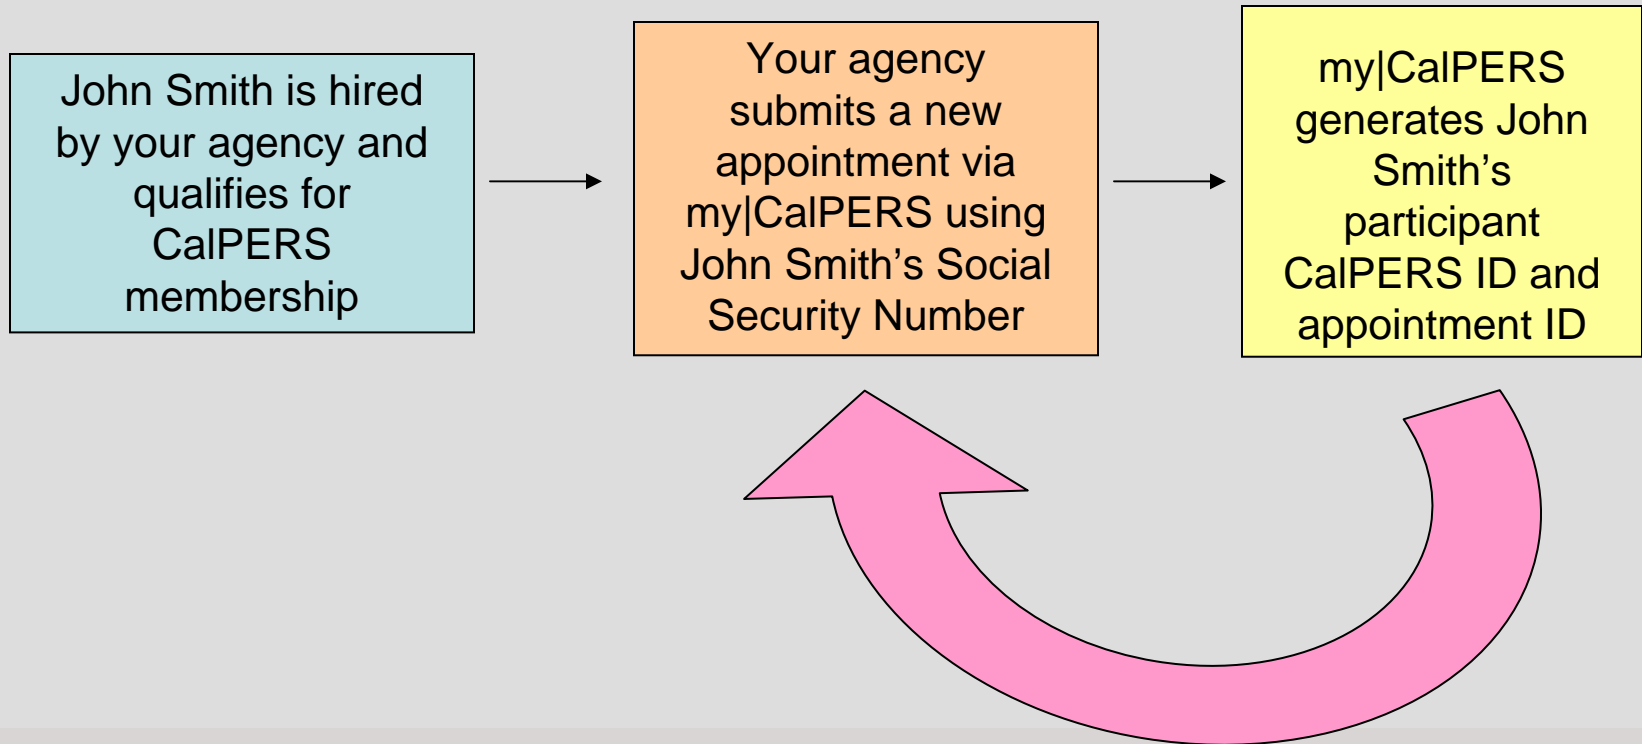 John Smith is hired
by your agency and
qualifies for
CalPERS
membership
Your agency
submits a new
appointment via
my|CalPERS using
John Smith’s Social
Security Number
my|CalPERS
generates John
Smith’s
participant
CalPERS ID and
appointment ID